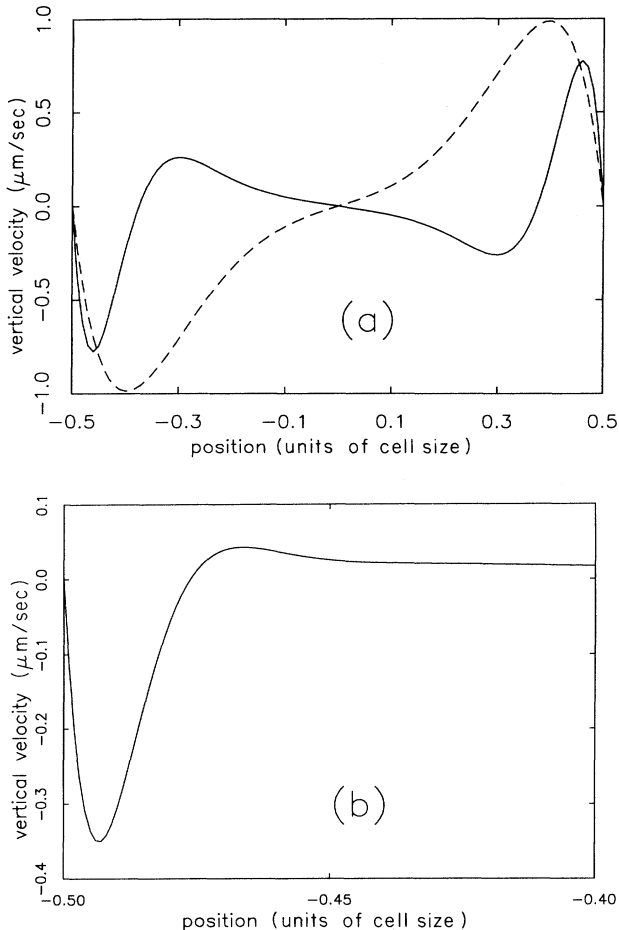 1.0
0.5
0.0
−0.5
−1.0
vertical velocity (μm/sec)
(a)
−0.5 −0.3 −0.1 0.1 0.3 0.5
position (units of cell size)
0.1
0.0
−0.1
−0.2
−0.3
−0.4
vertical velocity (μm/sec)
(b)
−0.50 −0.45 −0.40
position (units of cell size)